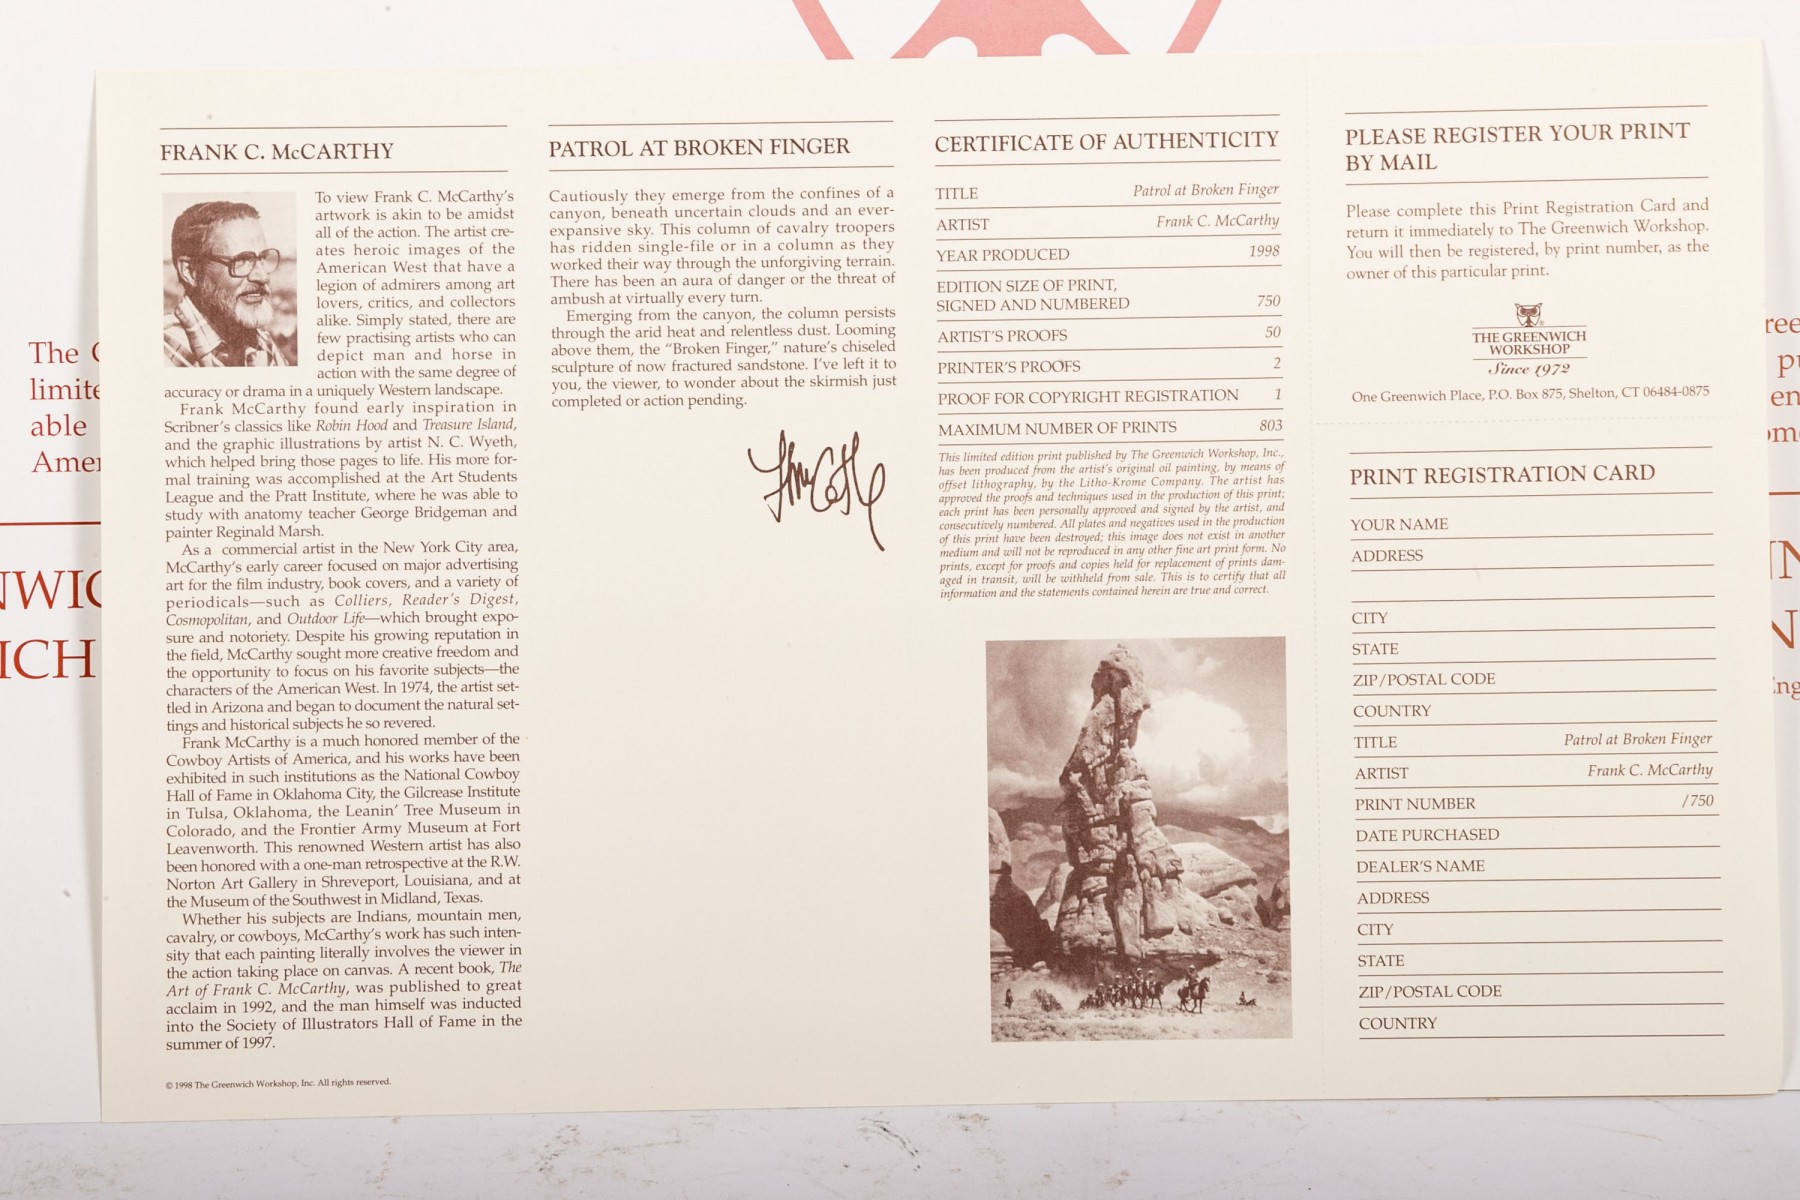 FRANK C. McCARTHY
To view Frank C. McCarthy's
artwork is akin to be amidst
all of the action. The artist cre-
ates heroic images of the
American West that have a
legion of admirers among art
lovers, critics, and collectors
alike. Simply stated, there are
few practising artists who can
depict man and horse in
action with the same degree of
accuracy or drama in a uniquely Western landscape.
Frank McCarthy found early inspiration in
Scribner's classics like Robin Hood and Treasure Island,
and the graphic illustrations by artist N. C. Wyeth,
which helped bring those pages to life. His more for-
mal training was accomplished at the Art Students
League and the Pratt Institute, where he was able to
study with anatomy teacher George Bridgeman and
painter Reginald Marsh.
As a commercial artist in the New York City area,
McCarthy's early career focused on major advertising
art for the film industry, book covers, and a variety of
periodicals—such as Colliers, Reader's Digest,
Cosmopolitan, and Outdoor Life—which brought expo-
sure and notoriety. Despite his growing reputation in
the field, McCarthy sought more creative freedom and
the opportunity to focus on his favorite subjects—the
characters of the American West. In 1974, the artist set-
tled in Arizona and began to document the natural set-
tings and historical subjects he so revered.
Frank McCarthy is a much honored member of the
Cowboy Artists of America, and his works have been
exhibited in such institutions as the National Cowboy
Hall of Fame in Oklahoma City, the Gilcrease Institute
in Tulsa, Oklahoma, the Leanin' Tree Museum in
Colorado, and the Frontier Army Museum at Fort
Leavenworth. This renowned Western artist has also
been honored with a one-man retrospective at the R.W.
Norton Art Gallery in Shreveport, Louisiana, and at
the Museum of the Southwest in Midland, Texas.
Whether his subjects are Indians, mountain men,
cavalry, or cowboys, McCarthy's work has such inten-
sity that each painting literally involves the viewer in
the action taking place on canvas. A recent book, The
Art of Frank C. McCarthy, was published to great
acclaim in 1992, and the man himself was inducted
into the Society of Illustrators Hall of Fame in the
summer of 1997.
© 1998 The Greenwich Workshop, Inc. All rights reserved.
PATROL AT BROKEN FINGER
Cautiously they emerge from the confines of a
canyon, beneath uncertain clouds and an ever-
expansive sky. This column of cavalry troopers
has ridden single-file or in a column as they
worked their way through the unforgiving terrain.
There has been an aura of danger or the threat of
ambush at virtually every turn.
Emerging from the canyon, the column persists
through the arid heat and relentless dust. Looming
above them, the “Broken Finger,” nature's chiseled
sculpture of now fractured sandstone. I've left it to
you, the viewer, to wonder about the skirmish just
completed or action pending.
CERTIFICATE OF AUTHENTICITY
TITLE Patrol at Broken Finger
ARTIST Frank C. McCarthy
YEAR PRODUCED 1998
EDITION SIZE OF PRINT,
SIGNED AND NUMBERED 750
ARTIST'S PROOFS 50
PRINTER'S PROOFS 2
PROOF FOR COPYRIGHT REGISTRATION 1
MAXIMUM NUMBER OF PRINTS 803
This limited edition print published by The Greenwich Workshop, Inc.,
has been produced from the artist's original oil painting, by means of
offset lithography, by the Litho-Krome Company. The artist has
approved the proofs and techniques used in the production of this print;
each print has been personally approved and signed by the artist, and
consecutively numbered. All plates and negatives used in the production
of this print have been destroyed; this image does not exist in another
medium and will not be reproduced in any other fine art print form. No
prints, except for proofs and copies held for replacement of prints dam-
aged in transit, will be withheld from sale. This is to certify that all
information and the statements contained herein are true and correct.
PLEASE REGISTER YOUR PRINT
BY MAIL
Please complete this Print Registration Card and
return it immediately to The Greenwich Workshop.
You will then be registered, by print number, as the
owner of this particular print.
THE GREENWICH
WORKSHOP
Since 1972
One Greenwich Place, P.O. Box 875, Shelton, CT 06484-0875
PRINT REGISTRATION CARD
YOUR NAME
ADDRESS
CITY
STATE
ZIP/POSTAL CODE
COUNTRY
TITLE Patrol at Broken Finger
ARTIST Frank C. McCarthy
PRINT NUMBER /750
DATE PURCHASED
DEALER'S NAME
ADDRESS
CITY
STATE
ZIP/POSTAL CODE
COUNTRY
The
limite
able
Amer